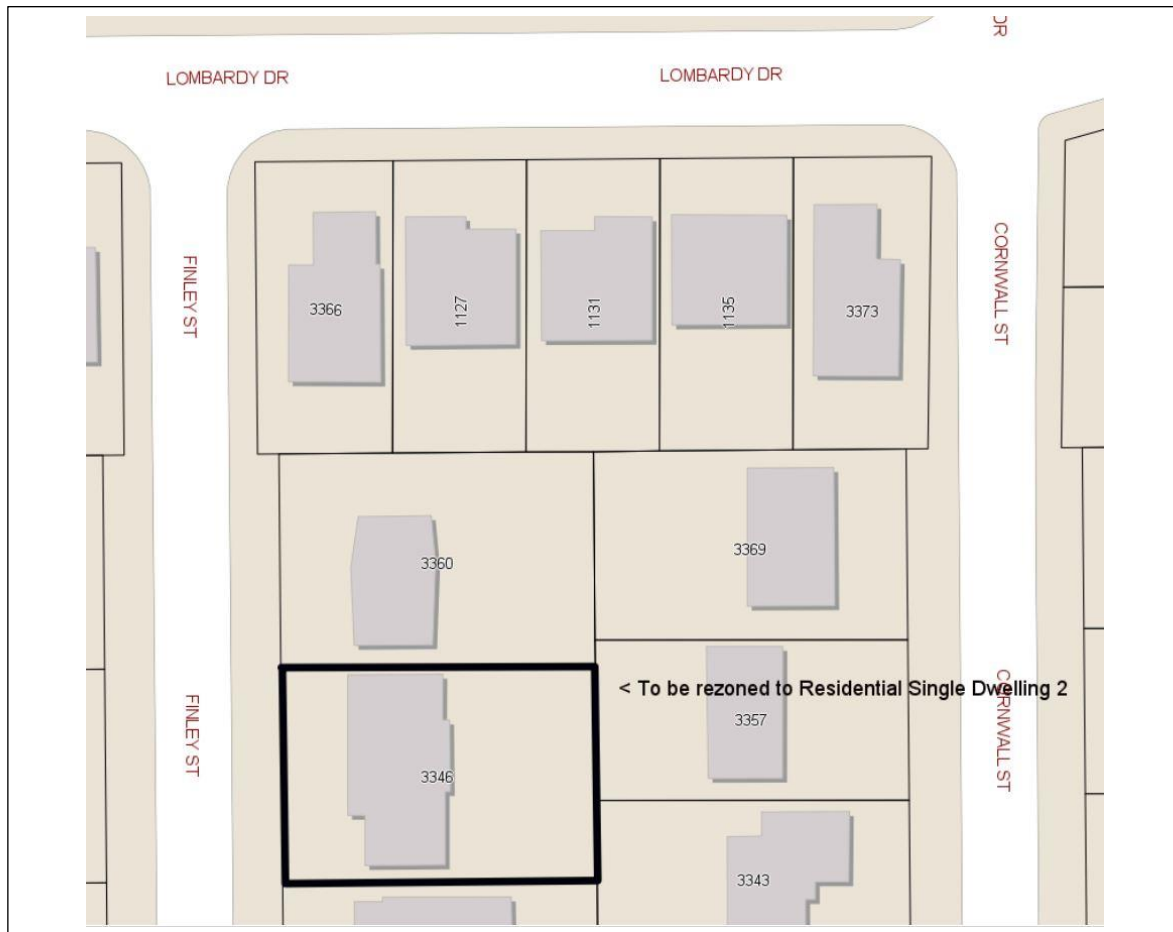 DR
LOMBARDY DR
LOMBARDY DR
FINLEY ST
3366
1127
1131
1135
3373
CORNWALL ST
3360
3369
< To be rezoned to Residential Single Dwelling 2
FINLEY ST
3346
3357
CORNWALL ST
3343